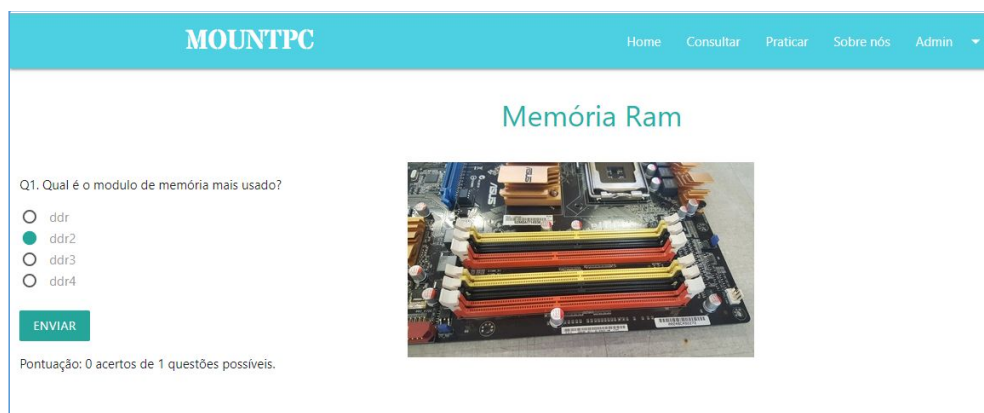 MOUNTPC
Home Consultar Praticar Sobre nós Admin
Memória Ram
Q1. Qual é o modulo de memória mais usado?
ddr
ddr2
ddr3
ddr4
ENVIAR
Pontuação: 0 acertos de 1 questões possíveis.
ASUS